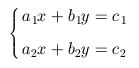 a₁x + b₁y = c₁
a₂x + b₂y = c₂